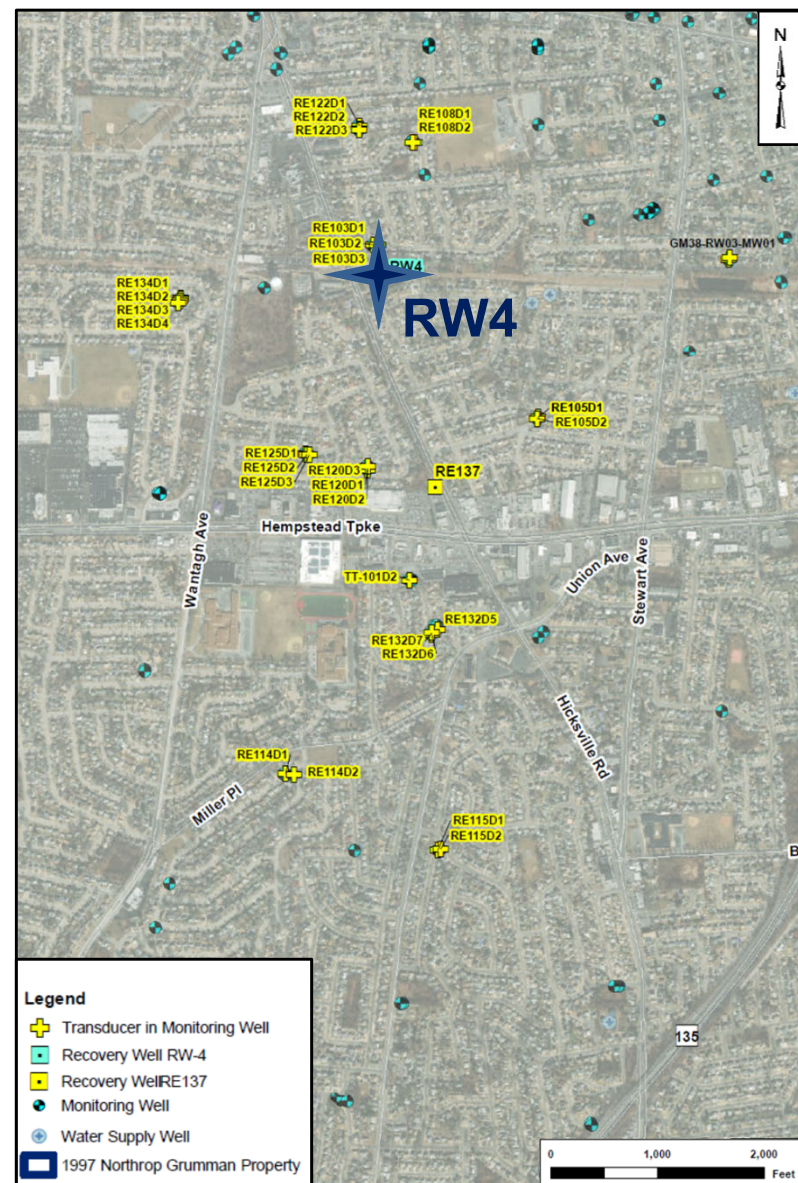 N
RE122D1
RE122D2
RE122D3
RE108D1
RE108D2
RE103D1
RE103D2
RE103D3
RW4
RW4
GM38-RW03-MW01
RE134D1
RE134D2
RE134D3
RE134D4
RE105D1
RE105D2
RE125D1
RE125D2
RE125D3
RE120D3
RE120D1
RE120D2
RE137
Hempstead Tpke
Wantagh Ave
Union Ave
Stewart Ave
TT-101D2
RE132D5
RE132D7
RE132D6
Hicksville Rd
RE114D1
RE114D2
Miller Pl
RE115D1
RE115D2
B
135
Legend
Transducer in Monitoring Well
Recovery Well RW-4
Recovery WellRE137
Monitoring Well
Water Supply Well
1997 Northrop Grumman Property
0 1,000 2,000
Feet